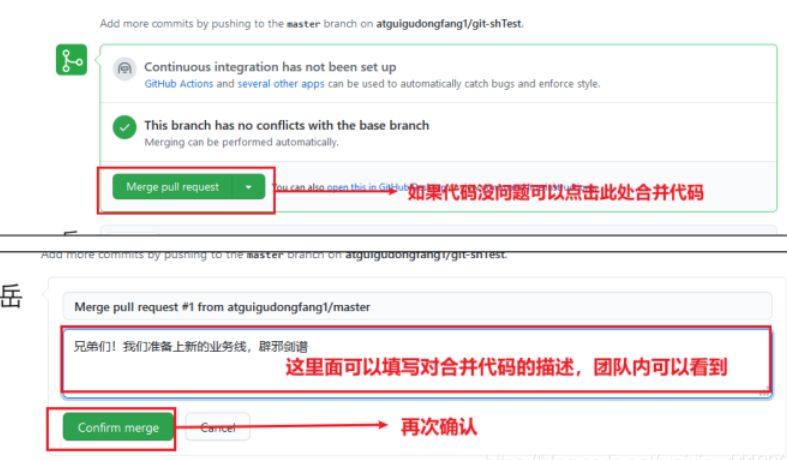 Add more commits by pushing to the master branch on atguigudongfang1/git-shTest.
Continuous integration has not been set up
GitHub Actions and several other apps can be used to automatically catch bugs and enforce style.
This branch has no conflicts with the base branch
Merging can be performed automatically.
Merge pull request
You can also open this in GitHub
如果代码没问题可以点击此处合并代码
Add more commits by pushing to the master branch on atguigudongfang1/git-shTest.
岳
Merge pull request #1 from atguigudongfang1/master
兄弟们！我们准备上新的业务线，辟邪剑谱
这里面可以填写对合并代码的描述，团队内可以看到
Confirm merge
Cancel
再次确认